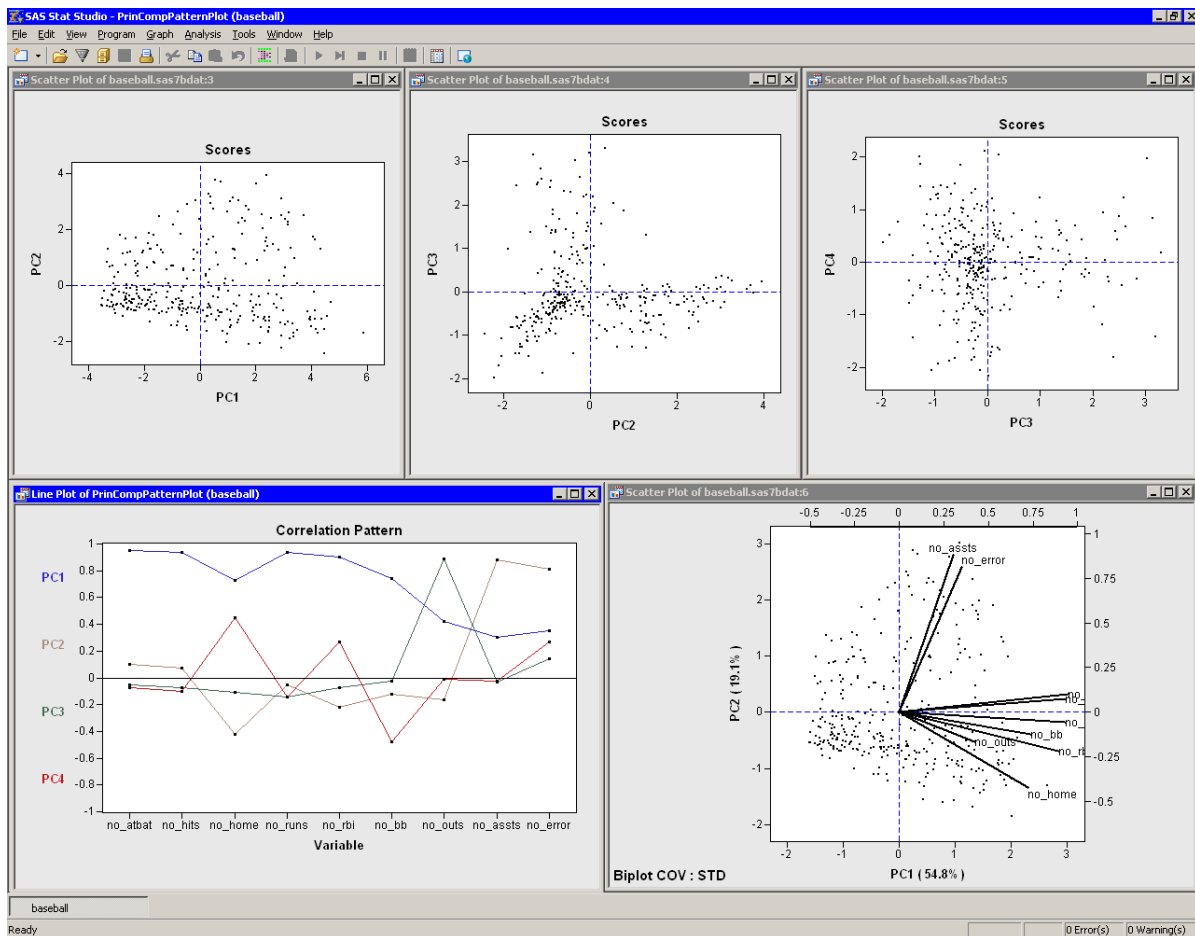 SAS Stat Studio - PrinCompPatternPlot (baseball)
File Edit View Program Graph Analysis Tools Window Help
Scatter Plot of baseball.sas7bdat:3
Scores
4
2
0
-2
PC2
-4 -2 0 2 4 6
PC1
Scatter Plot of baseball.sas7bdat:4
Scores
3
2
1
0
-1
-2
PC3
-2 0 2 4
PC2
Scatter Plot of baseball.sas7bdat:5
Scores
2
1
0
-1
-2
PC4
-2 -1 0 1 2 3
PC3
Line Plot of PrinCompPatternPlot (baseball)
Correlation Pattern
PC1
PC2
PC3
PC4
1
0.8
0.6
0.4
0.2
0
-0.2
-0.4
-0.6
-0.8
-1
no_atbat no_hits no_home no_runs no_rbi no_bb no_outs no_assts no_error
Variable
Scatter Plot of baseball.sas7bdat:6
-0.5 -0.25 0 0.25 0.5 0.75 1
3
2
1
0
-1
-2
PC2 ( 19.1% )
no_assts
no_error
no_
no_
no_
no_bb
no_outs
no_rb
no_home
1
0.75
0.5
0.25
0
-0.25
-0.5
-2 -1 0 1 2 3
PC1 ( 54.8% )
Biplot COV : STD
baseball
Ready
0 Error(s) 0 Warning(s)